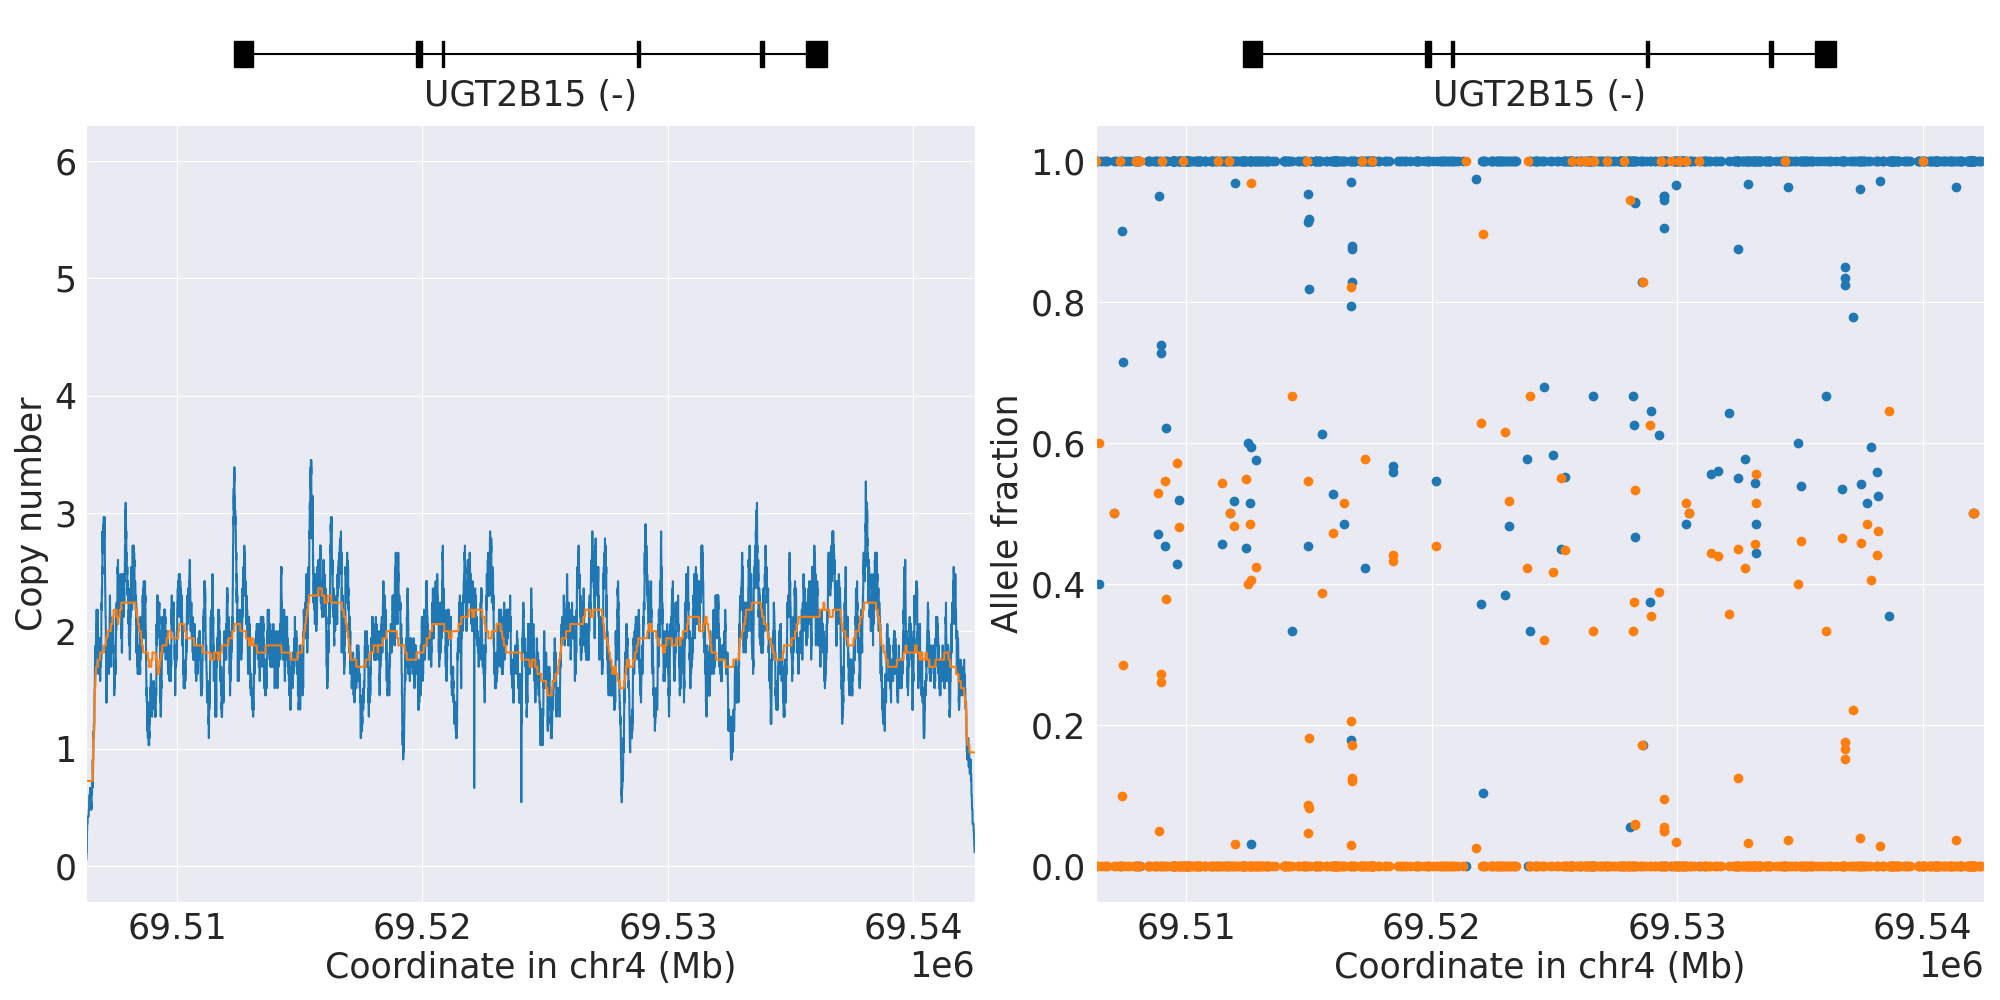 UGT2B15 (-)
6
5
4
3
2
1
0
Copy number
69.51 69.52 69.53 69.54
Coordinate in chr4 (Mb)
1e6
UGT2B15 (-)
1.0
0.8
0.6
0.4
0.2
0.0
Allele fraction
69.51 69.52 69.53 69.54
Coordinate in chr4 (Mb)
1e6